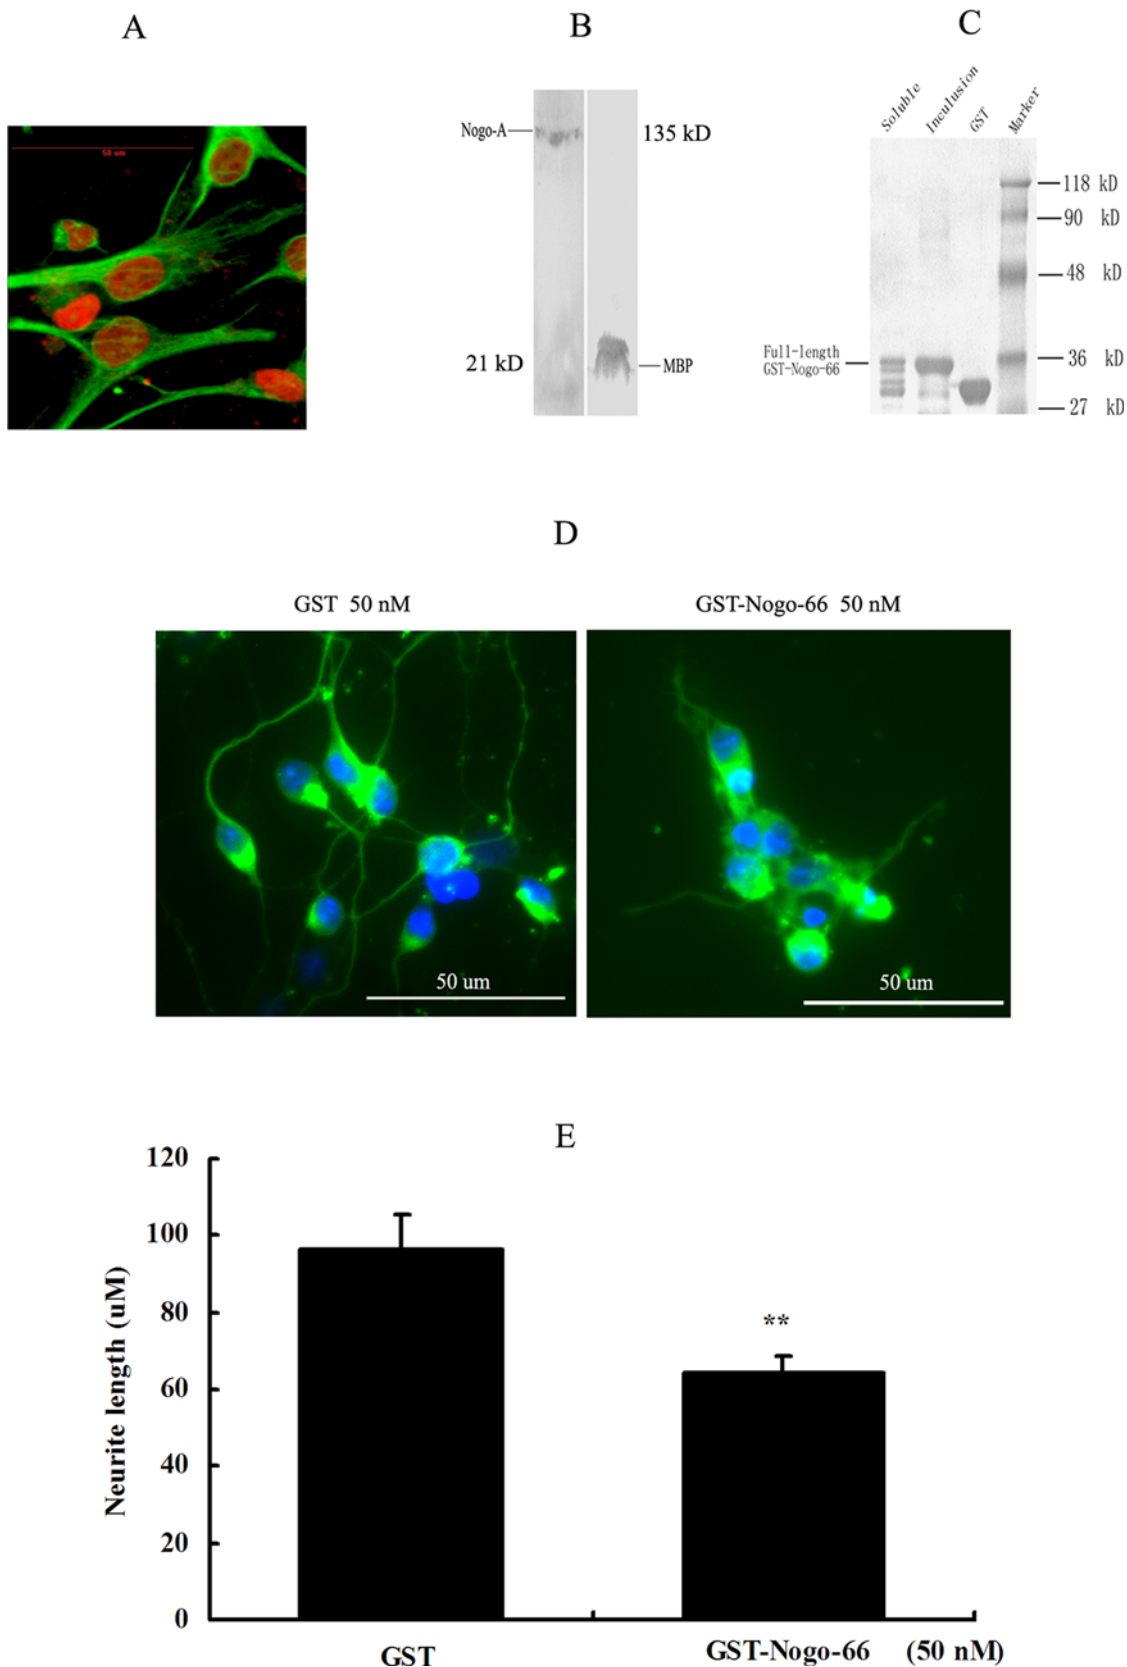 A
B
C
50 um
Nogo-A
135 kD
21 kD
MBP
Soluble
Inculusion
GST
Marker
118 kD
90 kD
48 kD
Full-length
GST-Nogo-66
36 kD
27 kD
D
GST 50 nM
GST-Nogo-66 50 nM
50 um
50 um
E
Neurite length (uM)
120
100
80
60
40
20
0
**
GST
GST-Nogo-66 (50 nM)